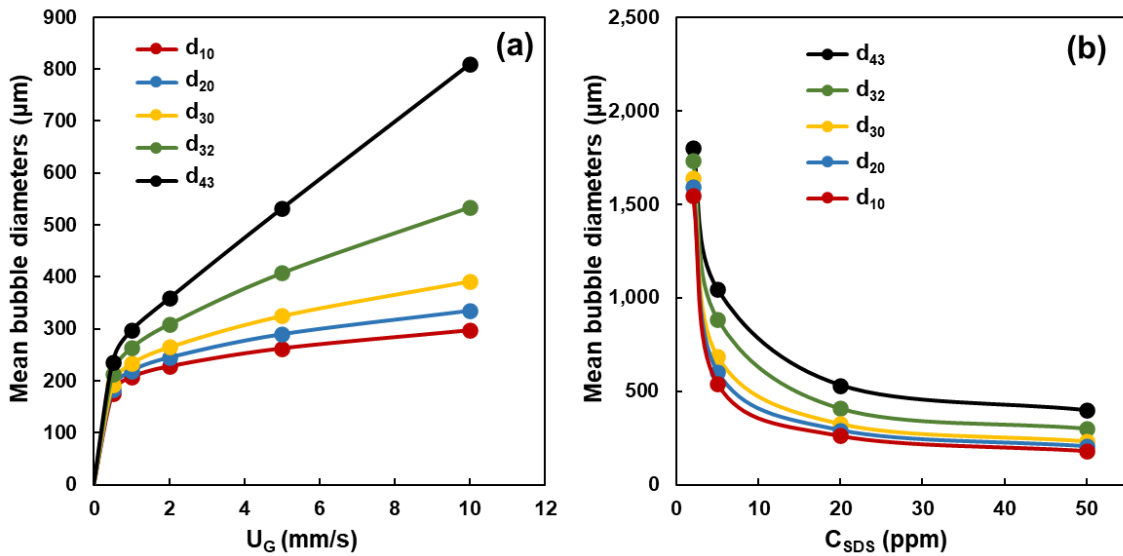 (a)
Mean bubble diameters (µm)
900
800
700
600
500
400
300
200
100
0
d10
d20
d30
d32
d43
0 2 4 6 8 10 12
UG (mm/s)
(b)
Mean bubble diameters (µm)
2,500
2,000
1,500
1,000
500
0
d43
d32
d30
d20
d10
0 10 20 30 40 50
CSDS (ppm)